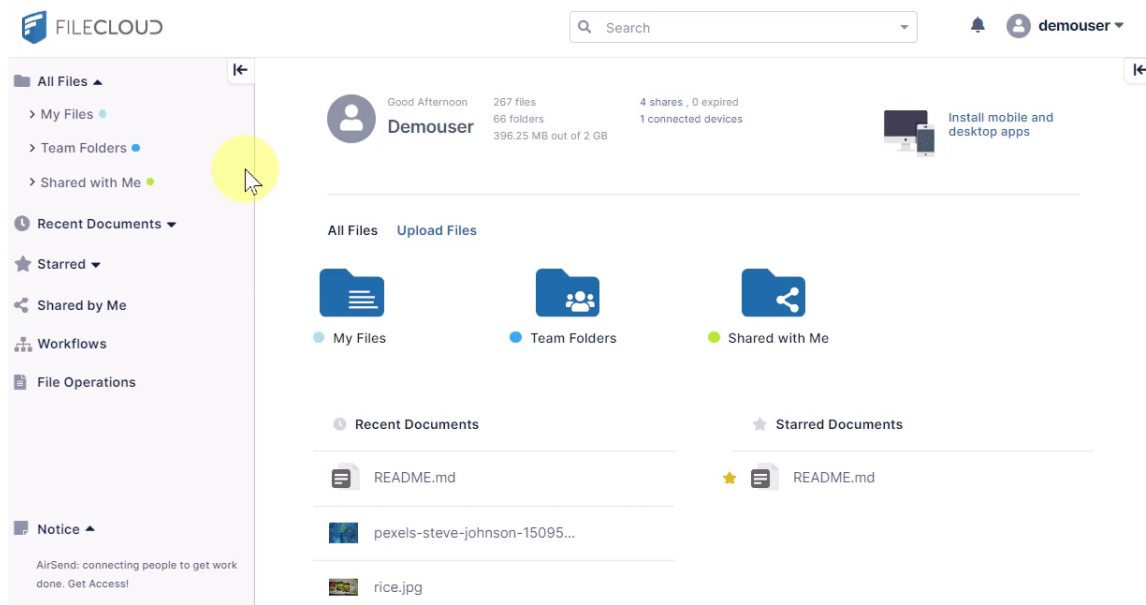 FILECLOUD
Search
demouser
All Files
My Files
Team Folders
Shared with Me
Recent Documents
Starred
Shared by Me
Workflows
File Operations
Notice
AirSend: connecting people to get work
done. Get Access!
Good Afternoon
Demouser
267 files
66 folders
396.25 MB out of 2 GB
4 shares , 0 expired
1 connected devices
Install mobile and
desktop apps
All Files Upload Files
My Files Team Folders Shared with Me
Recent Documents
README.md
pexels-steve-johnson-15095...
rice.jpg
Starred Documents
README.md